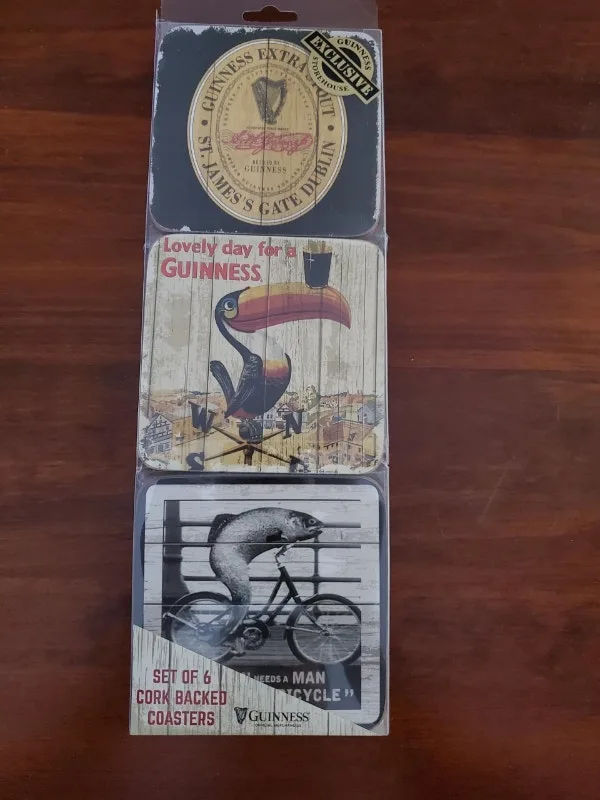 GUINNESS
EXCLUSIVE
STOREHOUSE
GUINNESS EXTRA STOUT
GUINNESS
ST. JAMES'S GATE DUBLIN
Lovely day for a
GUINNESS
W N
S
NEEDS A MAN
BICYCLE”
SET OF 6
CORK BACKED
COASTERS
GUINNESS